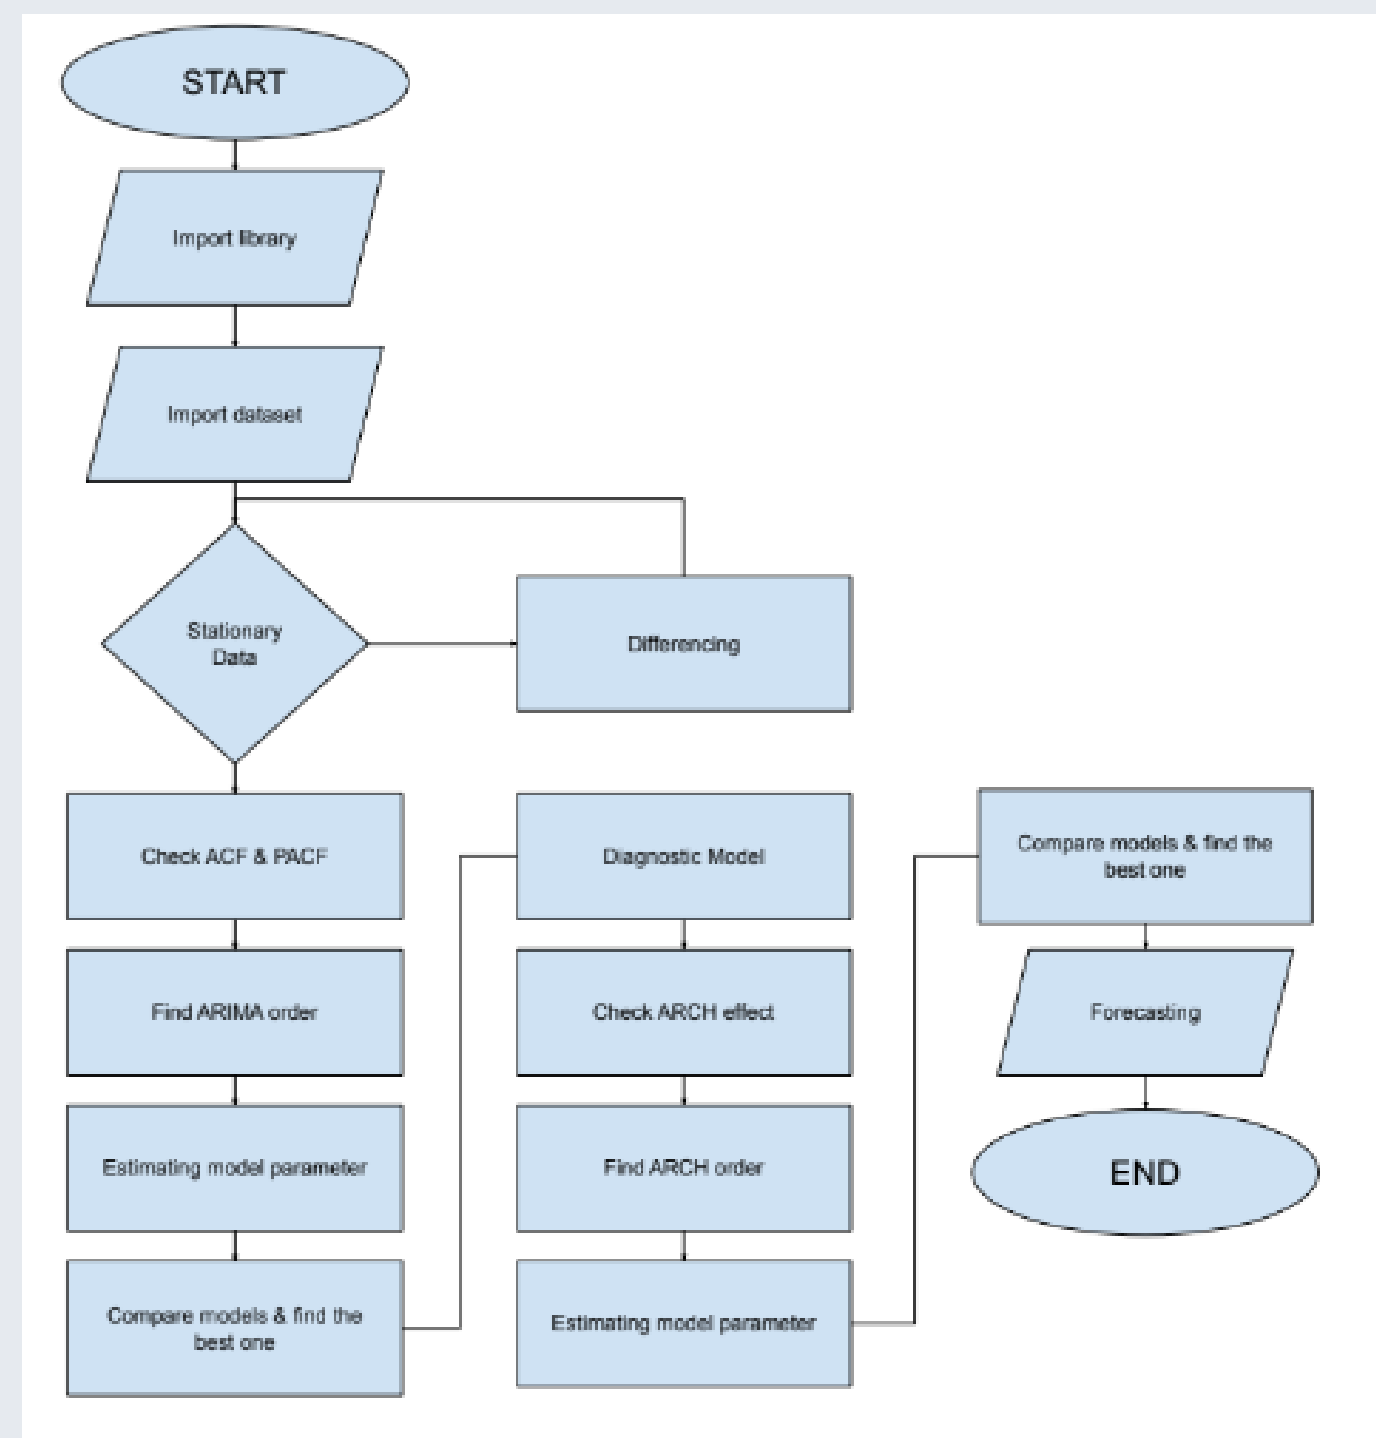 START
Import library
Import dataset
Stationary
Data
Differencing
Check ACF & PACF
Find ARIMA order
Estimating model parameter
Compare models & find the
best one
Diagnostic Model
Check ARCH effect
Find ARCH order
Estimating model parameter
Compare models & find the
best one
Forecasting
END